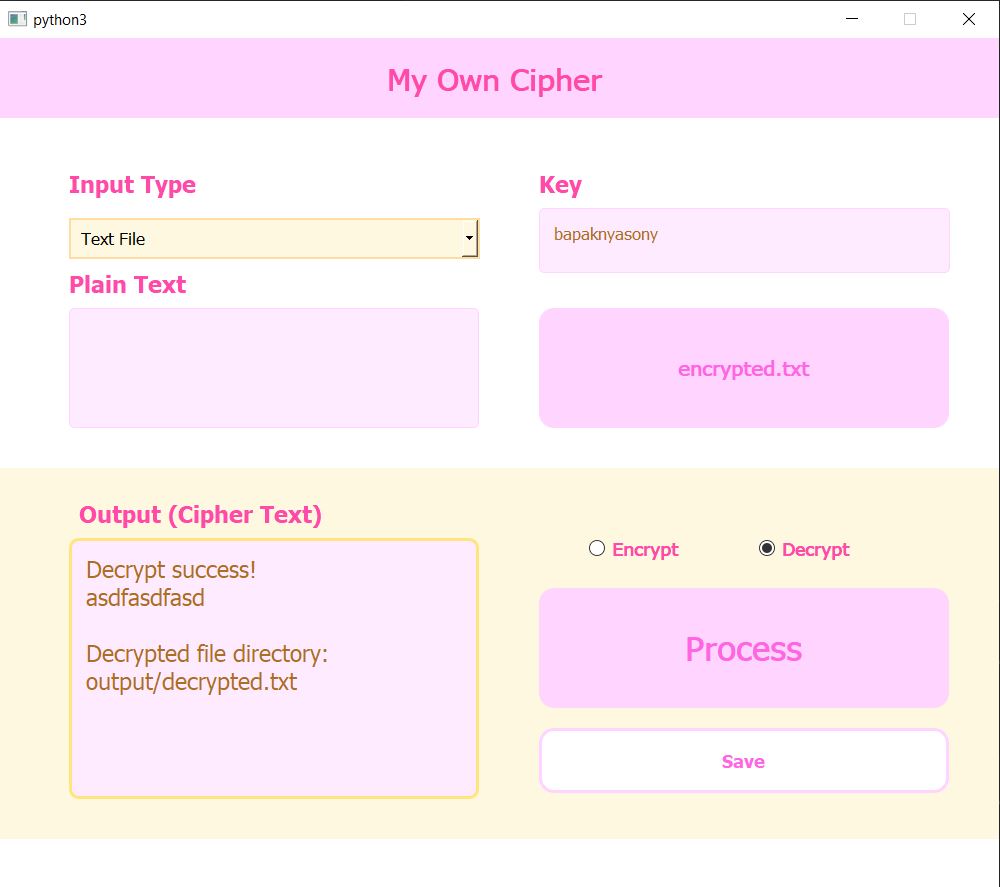 python3
My Own Cipher
Input Type
Key
Text File
bapaknyasony
Plain Text
encrypted.txt
Output (Cipher Text)
Decrypt success!
asdfasdfasd
Decrypted file directory:
output/decrypted.txt
Encrypt
Decrypt
Process
Save